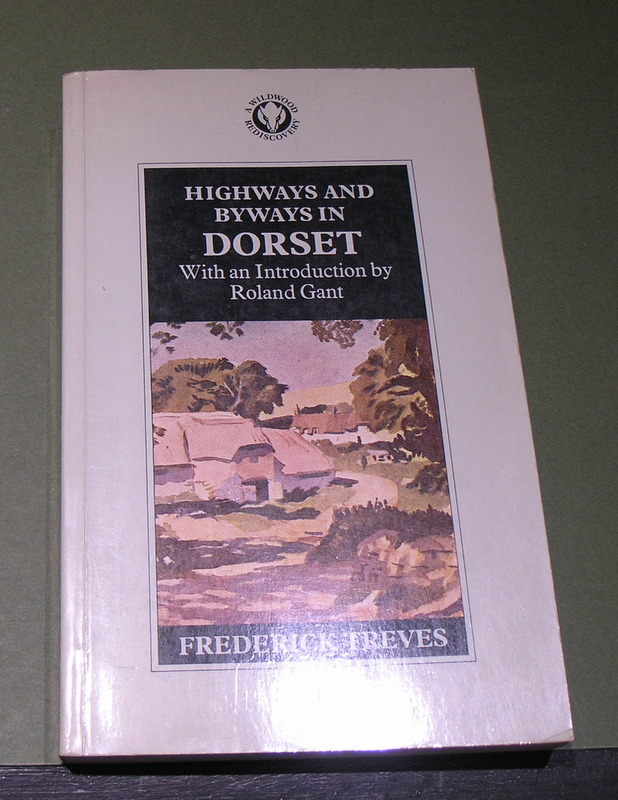 A WILDWOOD
REDISCOVERY
HIGHWAYS AND
BYWAYS IN
DORSET
With an Introduction by
Roland Gant
FREDERICK TREVES